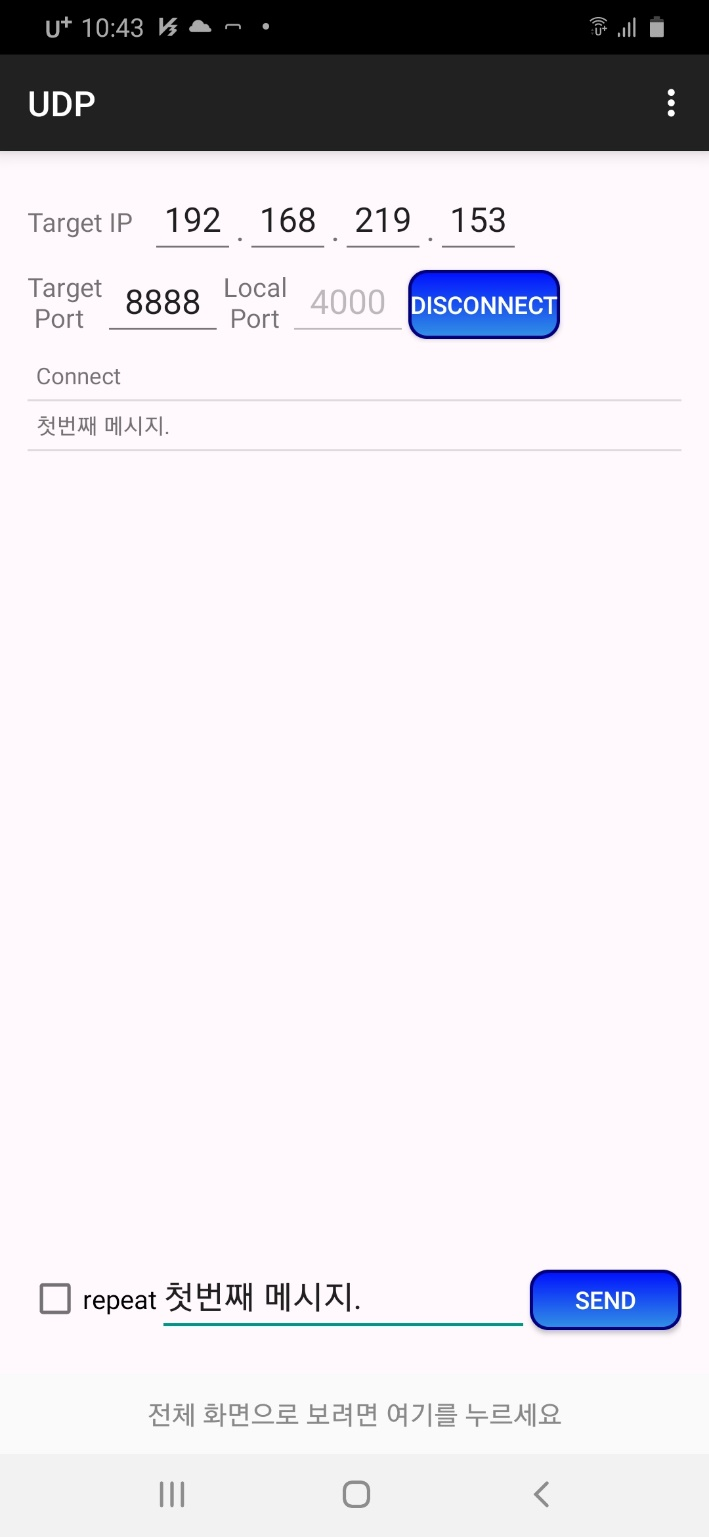 U+ 10:43
UDP
Target IP 192 . 168 . 219 . 153
Target Port 8888 Local Port 4000 DISCONNECT
Connect
첫번째 메시지.
repeat 첫번째 메시지. SEND
전체 화면으로 보려면 여기를 누르세요